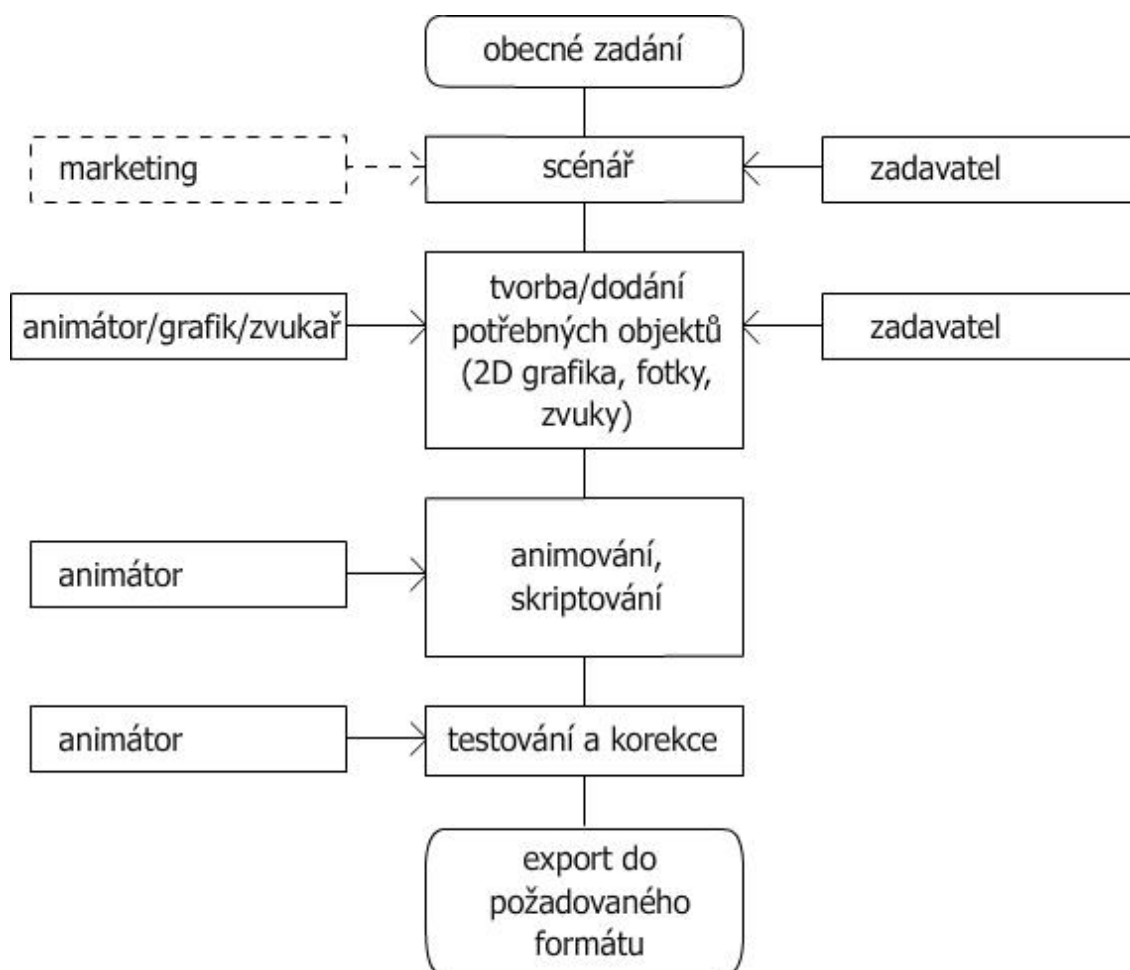 obecné zadání
marketing
scénář
zadavatel
animátor/grafik/zvukař
tvorba/dodání
potřebných objektů
(2D grafika, fotky,
zvuky)
zadavatel
animátor
animování,
skriptování
animátor
testování a korekce
export do
požadovaného
formátu